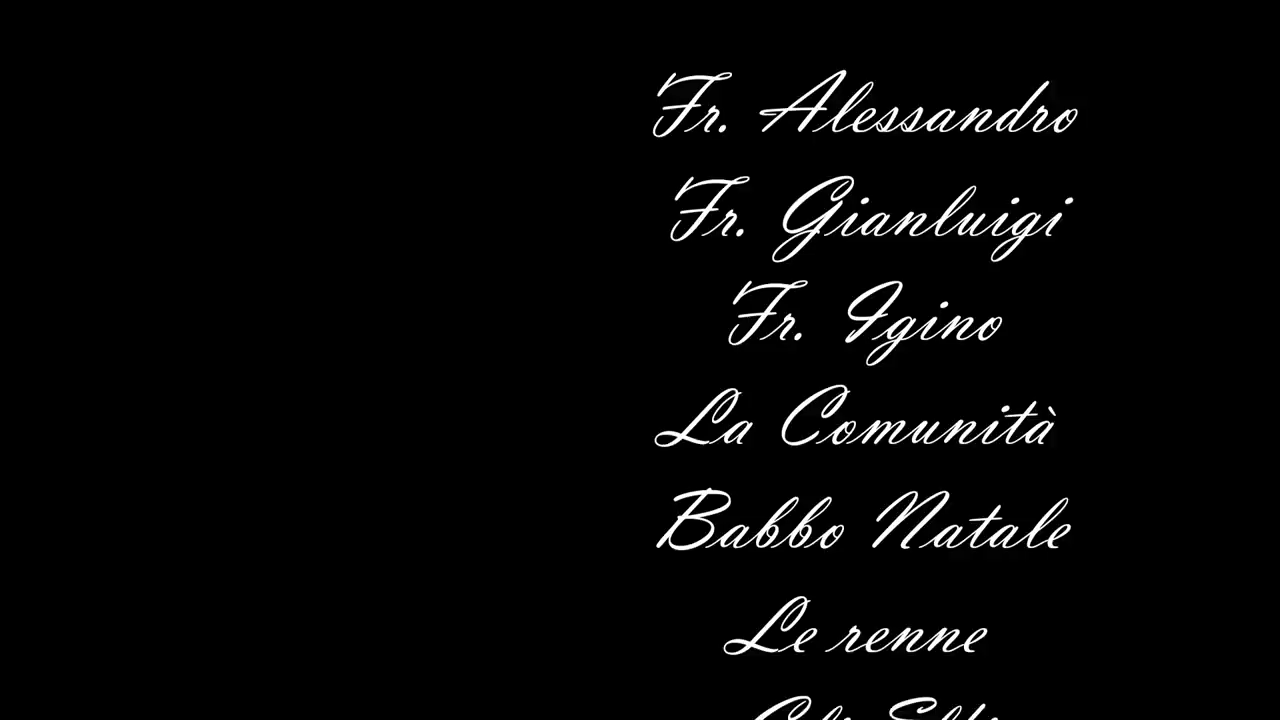 Fr. Alessandro
Fr. Gianluigi
Fr. Igino
La Comunità
Babbo Natale
Le renne